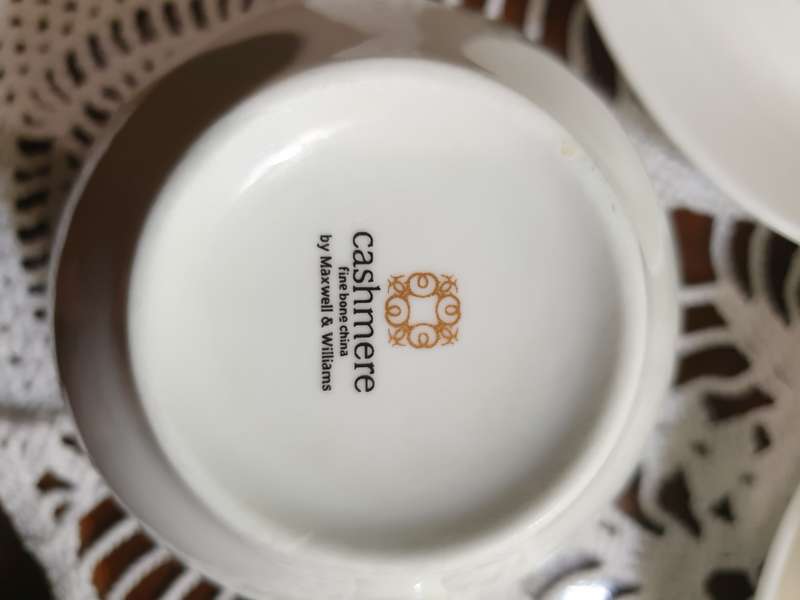 cashmere
fine bone china
by Maxwell & Williams